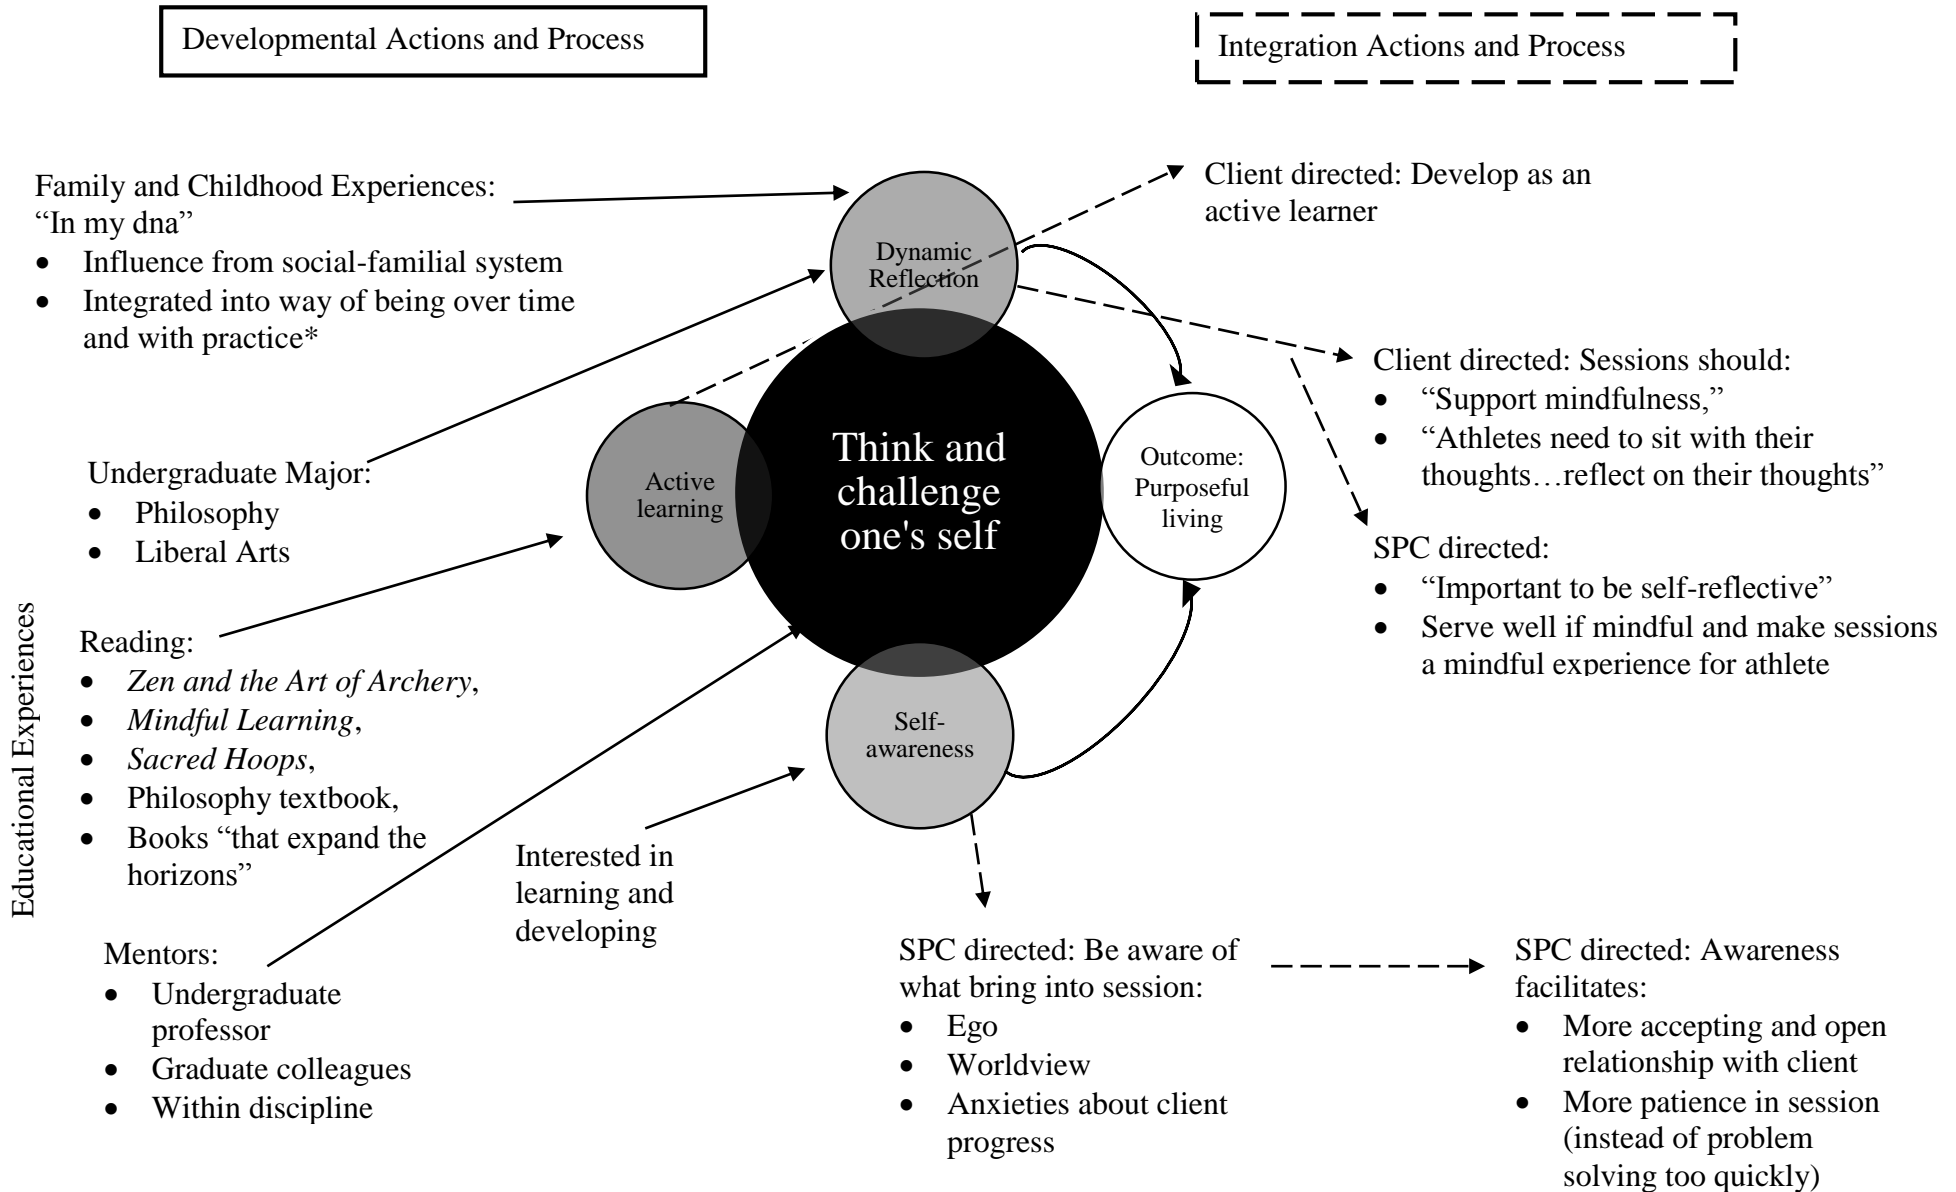 Developmental Actions and Process
Integration Actions and Process
Family and Childhood Experiences:
“In my dna”
• Influence from social-familial system
• Integrated into way of being over time
and with practice*
Undergraduate Major:
• Philosophy
• Liberal Arts
Educational Experiences
Reading:
• Zen and the Art of Archery,
• Mindful Learning,
• Sacred Hoops,
• Philosophy textbook,
• Books “that expand the
horizons”
Mentors:
• Undergraduate
professor
• Graduate colleagues
• Within discipline
Interested in
learning and
developing
Dynamic
Reflection
Active
learning
Think and
challenge
one's self
Outcome:
Purposeful
living
Self-
awareness
Client directed: Develop as an
active learner
Client directed: Sessions should:
• “Support mindfulness,”
• “Athletes need to sit with their
thoughts…reflect on their thoughts”
SPC directed:
• “Important to be self-reflective”
• Serve well if mindful and make sessions
a mindful experience for athlete
SPC directed: Be aware of
what bring into session:
• Ego
• Worldview
• Anxieties about client
progress
SPC directed: Awareness
facilitates:
• More accepting and open
relationship with client
• More patience in session
(instead of problem
solving too quickly)